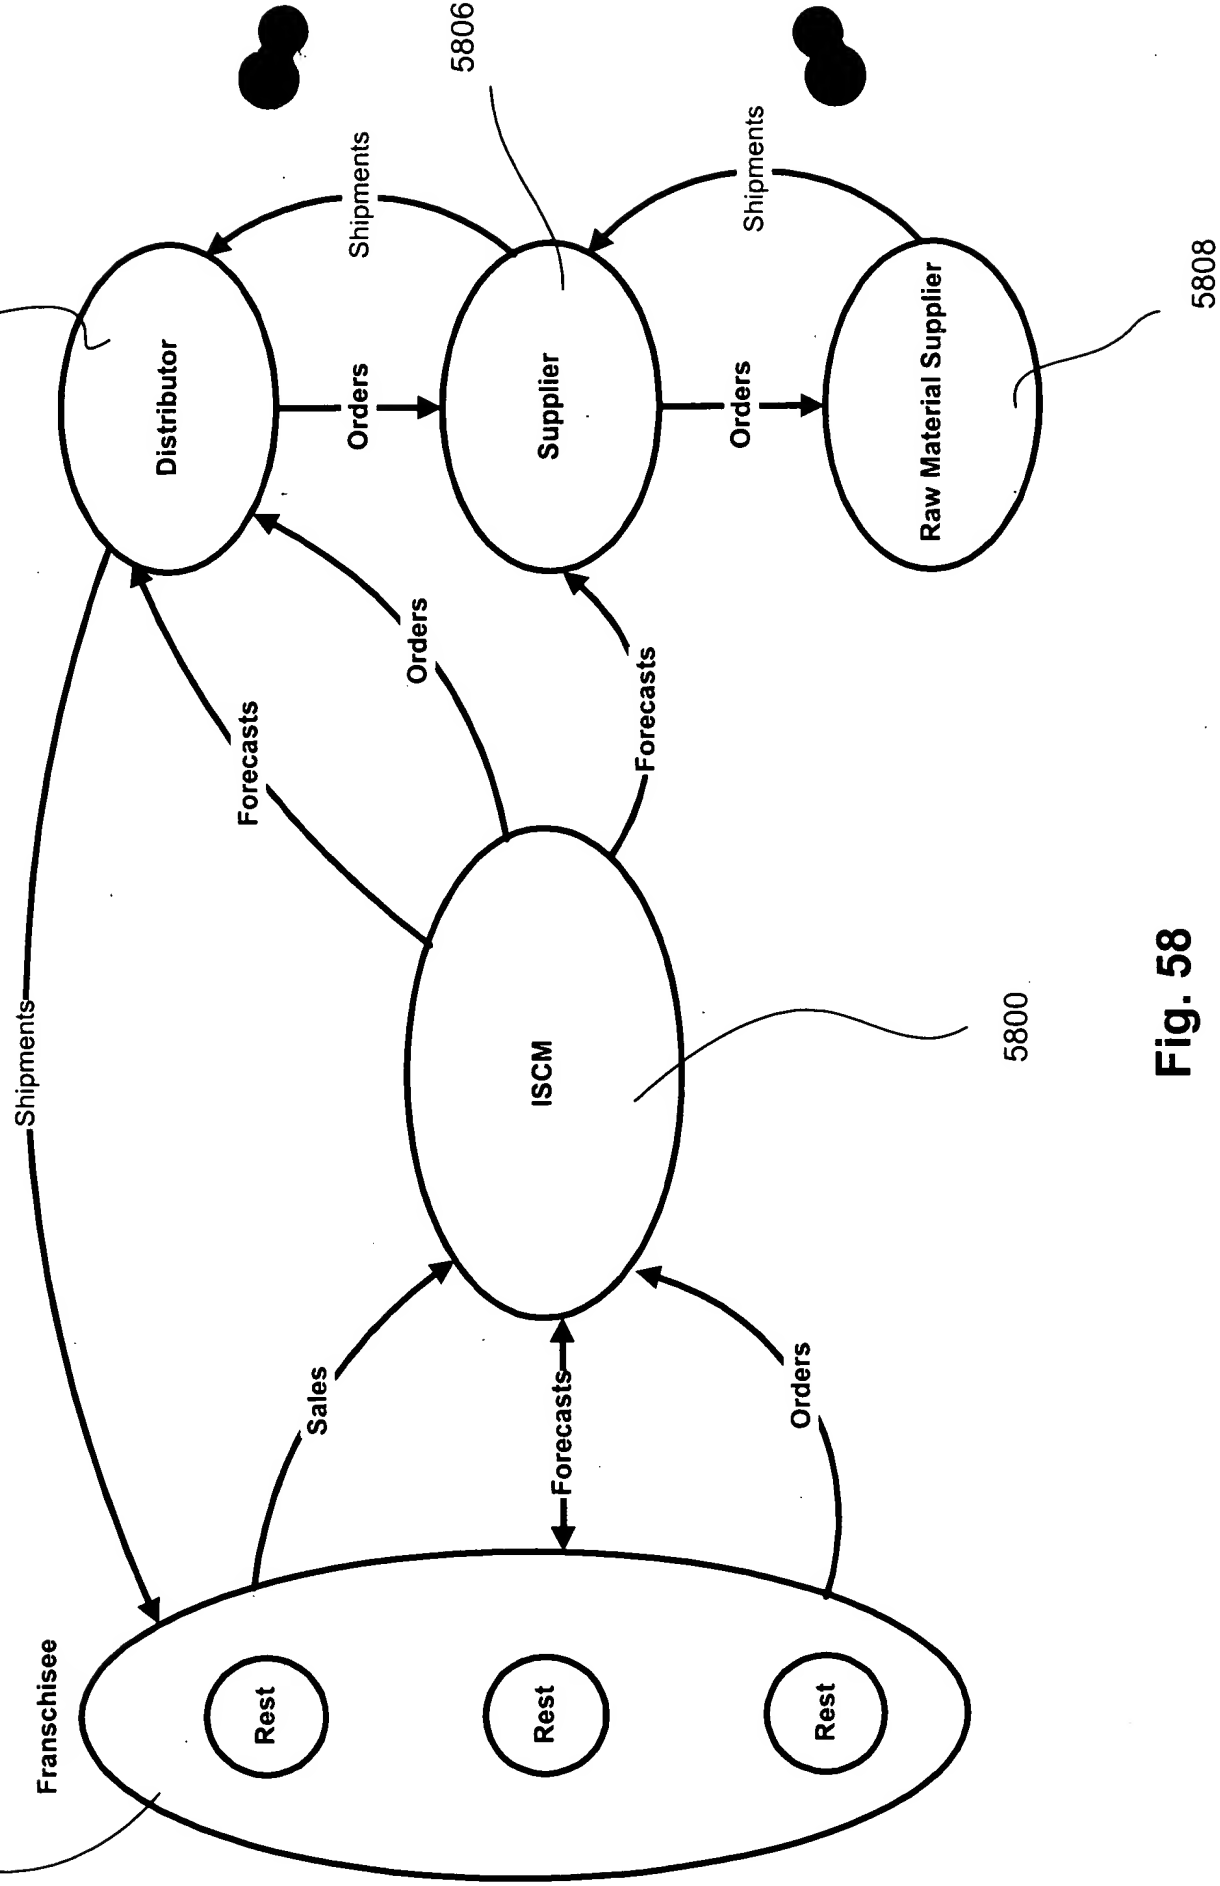 Franschisee
Rest
Rest
Rest
Shipments
Sales
Forecasts
Orders
ISCM
5800
Forecasts
Orders
Forecasts
Distributor
Orders
Shipments
Supplier
5806
Orders
Shipments
Raw Material Supplier
5808
Fig. 58